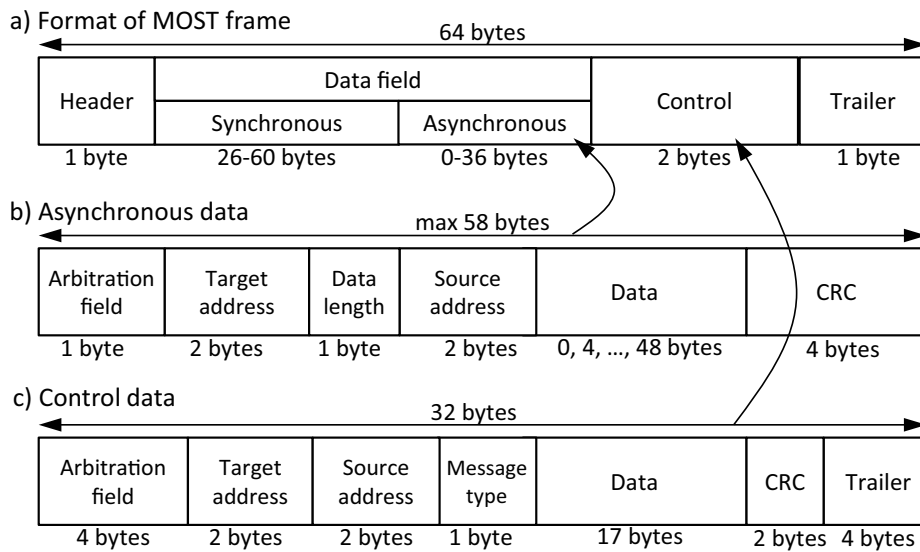 a) Format of MOST frame
64 bytes
Header
Data field
Synchronous
Asynchronous
Control
Trailer
1 byte
26-60 bytes
0-36 bytes
2 bytes
1 byte
b) Asynchronous data
max 58 bytes
Arbitration
field
Target
address
Data
length
Source
address
Data
CRC
1 byte
2 bytes
1 byte
2 bytes
0, 4, ..., 48 bytes
4 bytes
c) Control data
32 bytes
Arbitration
field
Target
address
Source
address
Message
type
Data
CRC
Trailer
4 bytes
2 bytes
2 bytes
1 byte
17 bytes
2 bytes
4 bytes